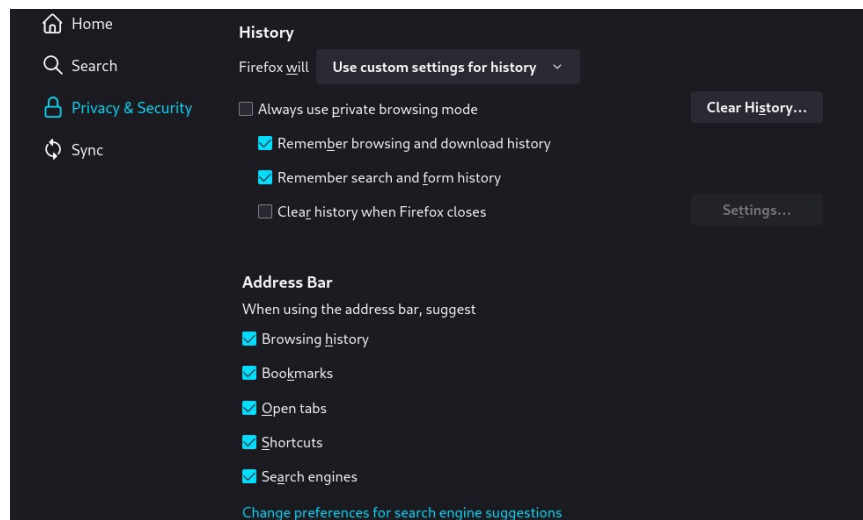 Home
Search
Privacy & Security
Sync
History
Firefox will Use custom settings for history
Always use private browsing mode Clear History...
Remember browsing and download history
Remember search and form history
Clear history when Firefox closes Settings...
Address Bar
When using the address bar, suggest
Browsing history
Bookmarks
Open tabs
Shortcuts
Search engines
Change preferences for search engine suggestions